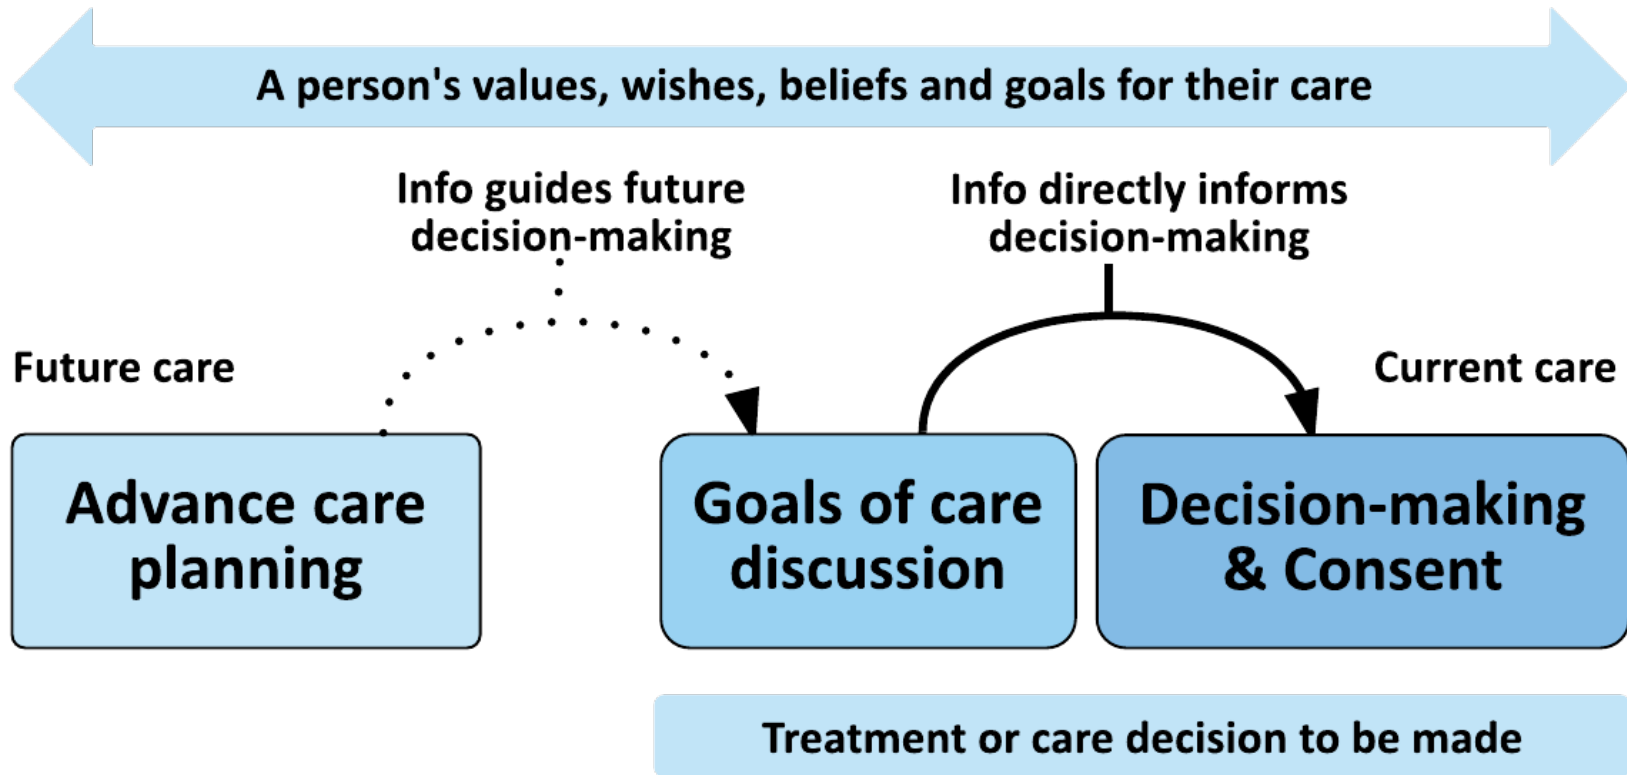 A person's values, wishes, beliefs and goals for their care
Info guides future
decision-making
Info directly informs
decision-making
Future care
Current care
Advance care
planning
Goals of care
discussion
Decision-making
& Consent
Treatment or care decision to be made